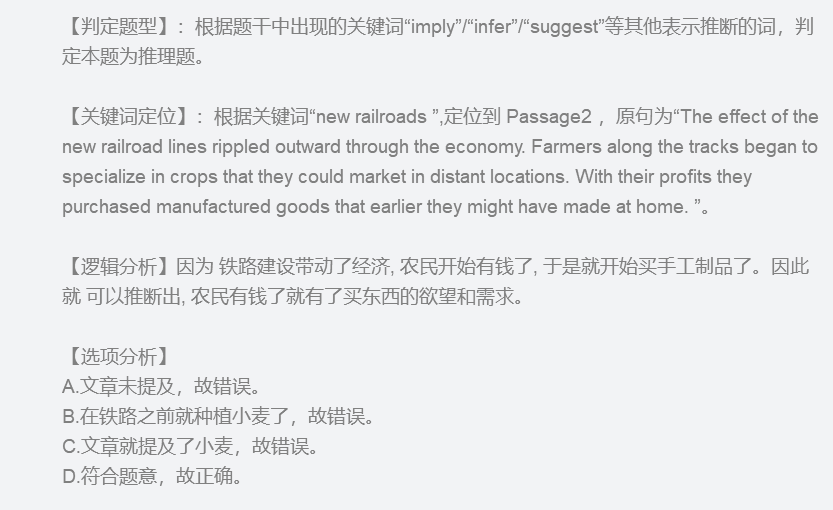 【判定题型】：根据题干中出现的关键词“imply”/“infer”/“suggest”等其他表示推断的词，判
定本题为推理题。
【关键词定位】：根据关键词“new railroads ”,定位到 Passage2 ，原句为“The effect of the
new railroad lines rippled outward through the economy. Farmers along the tracks began to
specialize in crops that they could market in distant locations. With their profits they
purchased manufactured goods that earlier they might have made at home. ”。
【逻辑分析】因为 铁路建设带动了经济, 农民开始有钱了, 于是就开始买手工制品了。因此
就 可以推断出, 农民有钱了就有了买东西的欲望和需求。
【选项分析】
A.文章未提及，故错误。
B.在铁路之前就种植小麦了，故错误。
C.文章就提及了小麦，故错误。
D.符合题意，故正确。